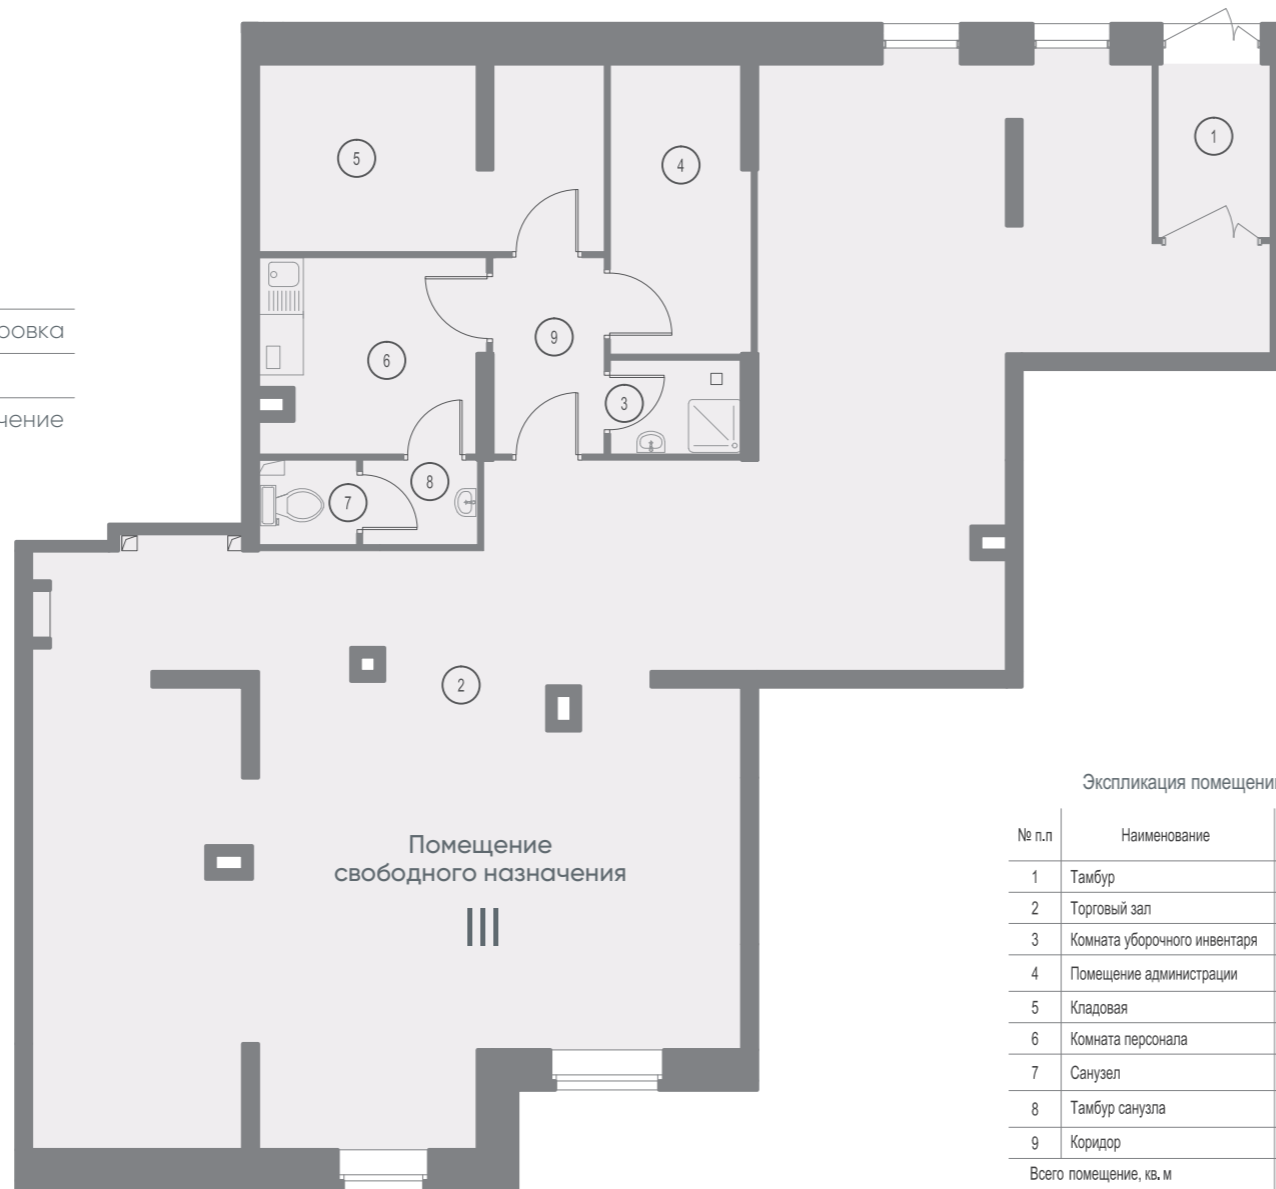 5
4
1
ровка
9
6
чение
3
8
7
2
Помещение
свободного назначения
III
Экспликация помещени
№ п.п Наименование
1 Тамбур
2 Торговый зал
3 Комната уборочного инвентаря
4 Помещение администрации
5 Кладовая
6 Комната персонала
7 Санузел
8 Тамбур санузла
9 Коридор
Всего помещение, кв. м